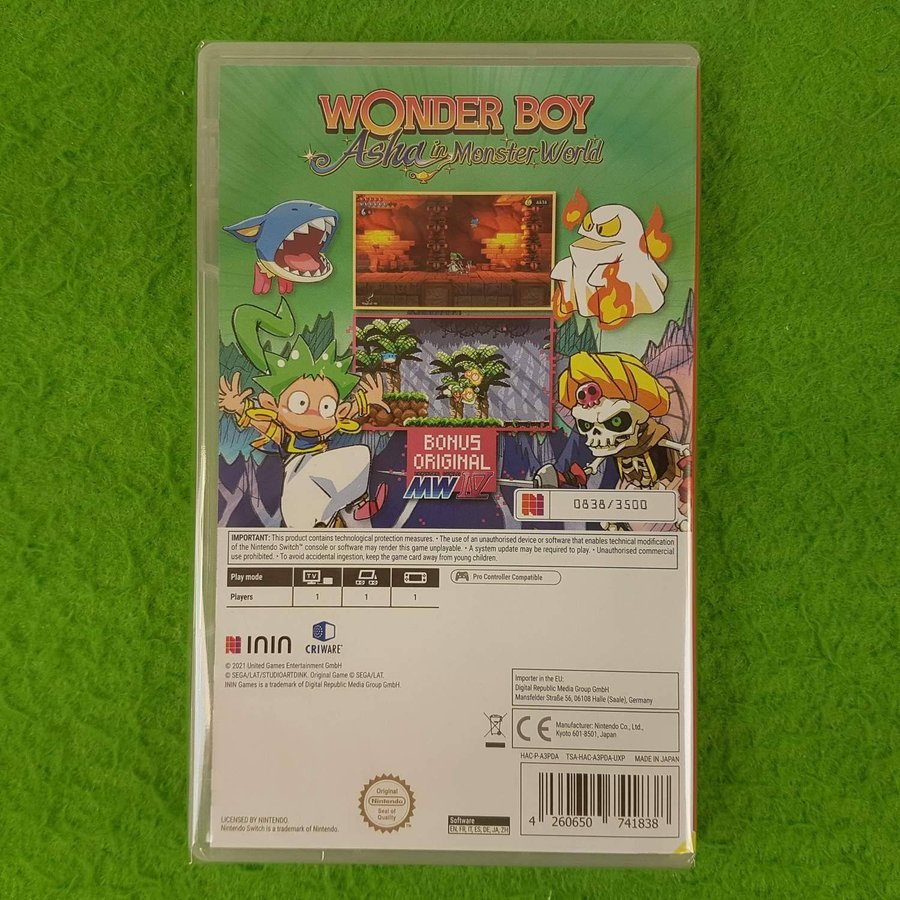 WONDER BOY
Asha in Monster World
BONUS
ORIGINAL
MONSTER WORLD
MW IV
0838/3500
IMPORTANT: This product contains technological protection measures. • The use of an unauthorised device or software that enables technical modification
of the Nintendo Switch™ console or software may render this game unplayable. • A system update may be required to play. • Unauthorised commercial
use prohibited. • To avoid accidental ingestion, keep the game card away from young children.
Play mode TV
Pro Controller Compatible
Players 1 1 1
ININ CRIWARE™
© 2021 United Games Entertainment GmbH
© SEGA/LAT/STUDIOARTDINK. Original Game © SEGA/LAT.
ININ Games is a trademark of Digital Republic Media Group GmbH.
Importer in the EU:
Digital Republic Media Group GmbH
Mansfelder Straße 56, 06108 Halle (Saale), Germany
CE Manufacturer: Nintendo Co., Ltd.,
Kyoto 601-8501, Japan
HAC-P-A3PDA TSA-HAC-A3PDA-UXP MADE IN JAPAN
Original
Nintendo
Seal of
Quality
LICENSED BY NINTENDO.
Nintendo Switch is a trademark of Nintendo.
Software
EN, FR, IT, ES, DE, JA, ZH
4 260650 741838